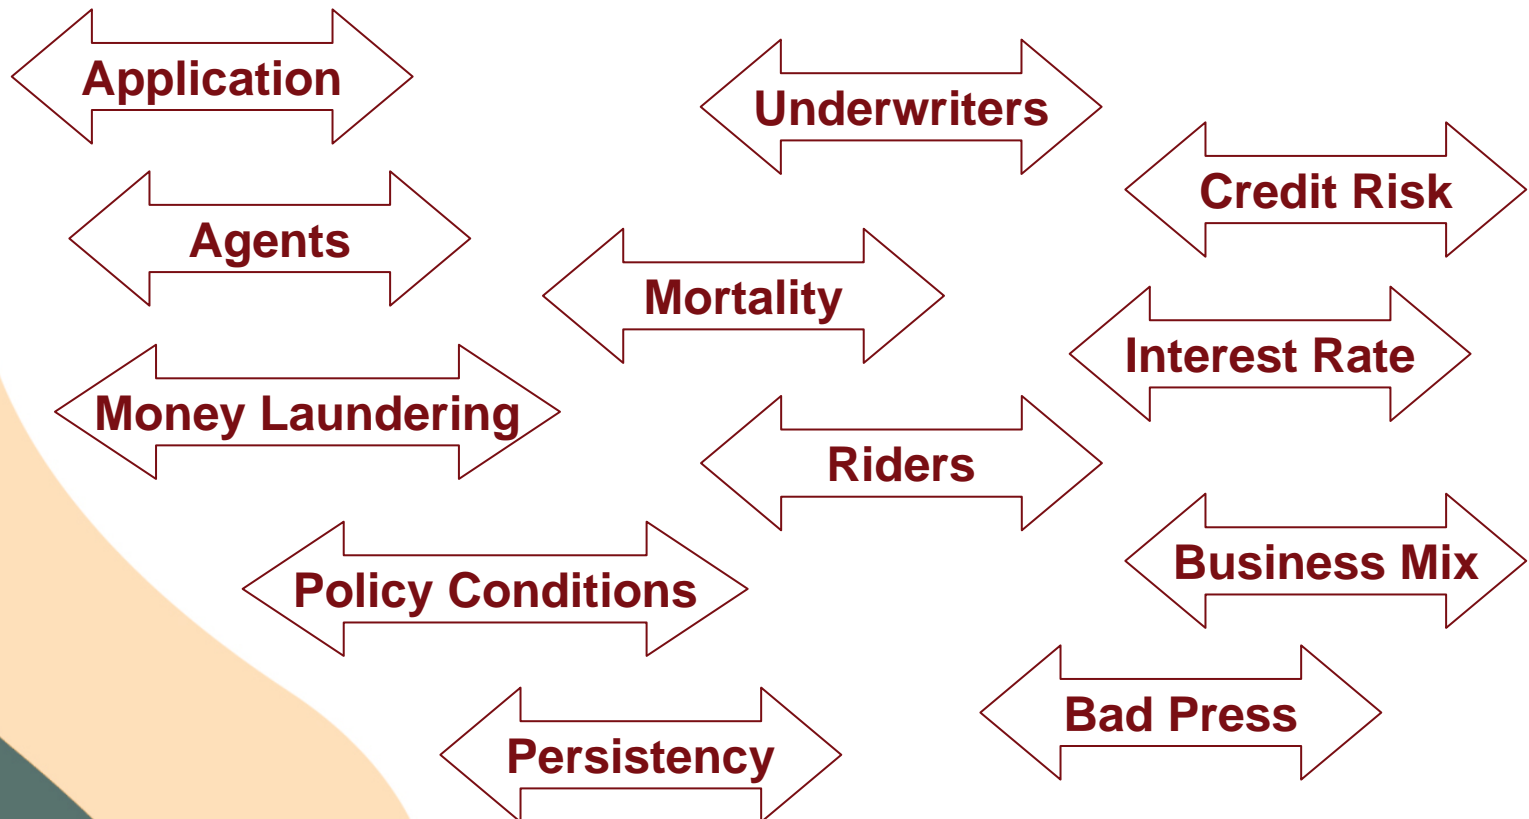 Application
Underwriters
Credit Risk
Agents
Mortality
Interest Rate
Money Laundering
Riders
Business Mix
Policy Conditions
Bad Press
Persistency